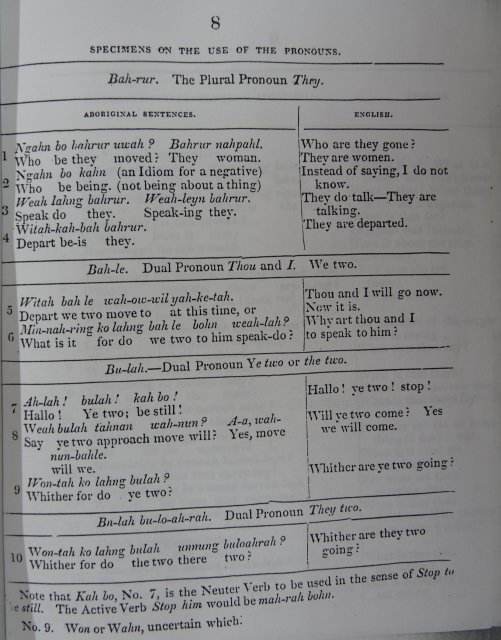 8
SPECIMENS ON THE USE OF THE PRONOUNS.
Bah-rur. The Plural Pronoun They.
ABORIGINAL SENTENCES. ENGLISH.
1 Ngahn bo bahrur uwah ? Bahrur nahpahl. Who are they gone?
Who be they moved? They woman. They are women.
2 Ngahn bo kahn (an Idiom for a negative) Instead of saying, I do not
Who be being. (not being about a thing) know.
3 Weah lahng bahrur. Weah-leyn bahrur. They do talk—They are
Speak do they. Speak-ing they. talking.
4 Witah-kah-bah bahrur. They are departed.
Depart be-is they.
Bah-le. Dual Pronoun Thou and I. We two.
5 Witah bah le wah-ow-wil yah-ke-tah. Thou and I will go now.
Depart we two move to at this time, or Now it is.
6 Min-nah-ring ko lahng bah le bohn weah-lah? Why art thou and I
What is it for do we two to him speak-do? to speak to him?
Bu-lah.—Dual Pronoun Ye two or the two.
7 Ah-lah! bulah! kah bo! Hallo! ye two! stop!
Hallo! Ye two; be still!
8 Weah bulah tahnan wah-nun? A-a, wah- Will ye two come? Yes
Say ye two approach move will? Yes, move we will come.
nun-bahle.
will we.
9 Won-tah ko lahng bulah? Whither are ye two going?
Whither for do ye two?
Bn-lah bu-lo-ah-rah. Dual Pronoun They two.
10 Won-tah ko lahng bulah unnung buloahrah? Whither are they two
Whither for do the two there two? going?
Note that Kah bo, No. 7, is the Neuter Verb to be used in the sense of Stop to
be still. The Active Verb Stop him would be mah-rah bohn.
No. 9. Won or Wahn, uncertain which.